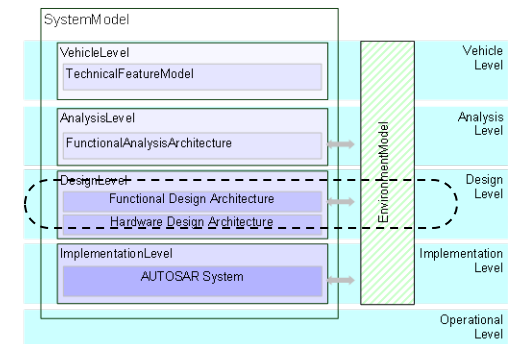 SystemModel
VehicleLevel
TechnicalFeatureModel
Vehicle
Level
AnalysisLevel
FunctionalAnalysisArchitecture
Analysis
Level
EnvironmentModel
DesignLevel
Functional Design Architecture
Hardware Design Architecture
Design
Level
ImplementationLevel
AUTOSAR System
Implementation
Level
Operational
Level